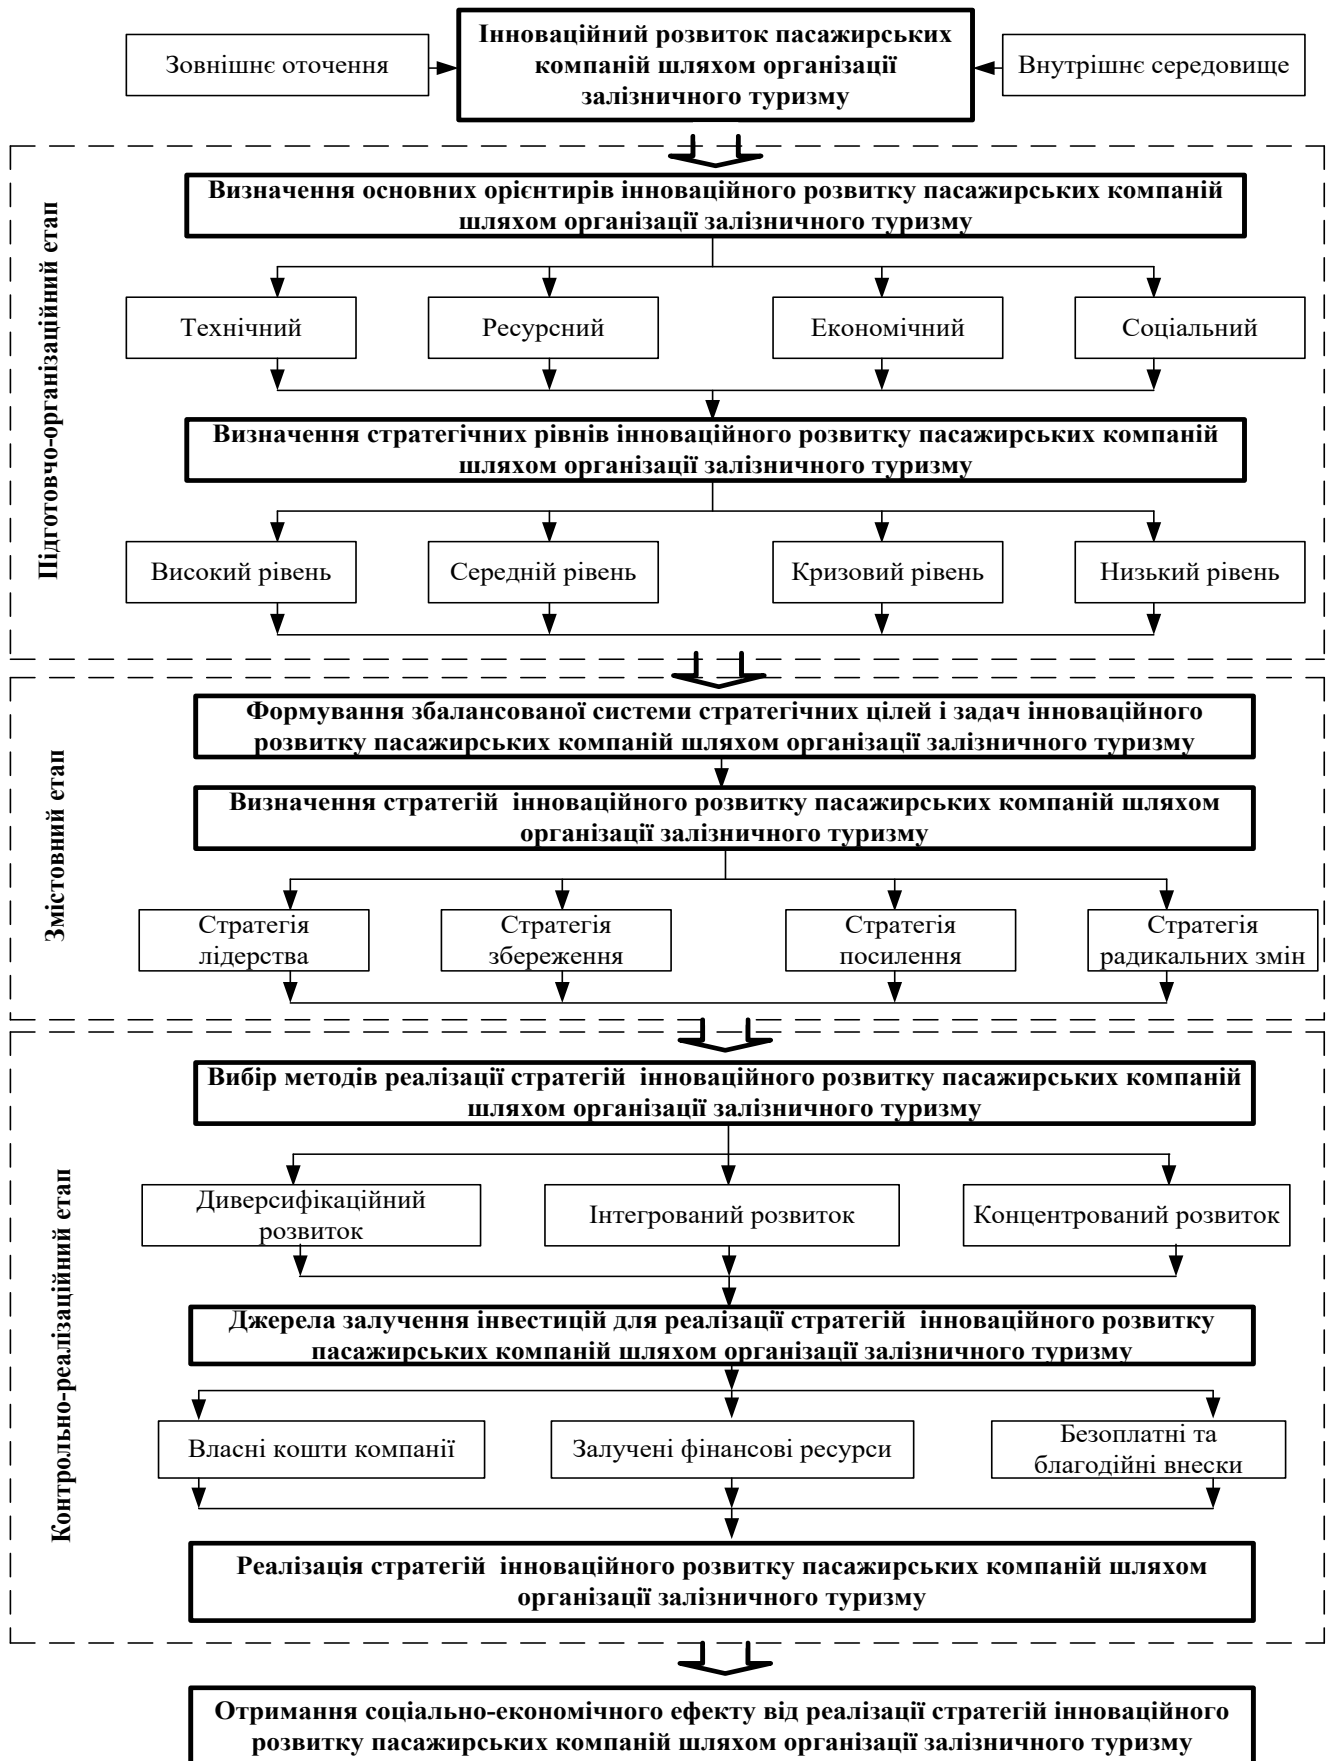 Інноваційний розвиток пасажирських
компаній шляхом організації
залізничного туризму
Зовнішнє оточення
Внутрішнє середовище
Підготовчо-організаційний етап
Визначення основних орієнтирів інноваційного розвитку пасажирських компаній
шляхом організації залізничного туризму
Технічний
Ресурсний
Економічний
Соціальний
Визначення стратегічних рівнів інноваційного розвитку пасажирських компаній
шляхом організації залізничного туризму
Високий рівень
Середній рівень
Кризовий рівень
Низький рівень
Змістовний етап
Формування збалансованої системи стратегічних цілей і задач інноваційного
розвитку пасажирських компаній шляхом організації залізничного туризму
Визначення стратегій інноваційного розвитку пасажирських компаній шляхом
організації залізничного туризму
Стратегія
лідерства
Стратегія
збереження
Стратегія
посилення
Стратегія
радикальних змін
Контрольно-реалізаційний етап
Вибір методів реалізації стратегій інноваційного розвитку пасажирських компаній
шляхом організації залізничного туризму
Диверсифікаційний
розвиток
Інтегрований розвиток
Концентрований розвиток
Джерела залучення інвестицій для реалізації стратегій інноваційного розвитку
пасажирських компаній шляхом організації залізничного туризму
Власні кошти компанії
Залучені фінансові ресурси
Безоплатні та
благодійні внески
Реалізація стратегій інноваційного розвитку пасажирських компаній шляхом
організації залізничного туризму
Отримання соціально-економічного ефекту від реалізації стратегій інноваційного
розвитку пасажирських компаній шляхом організації залізничного туризму